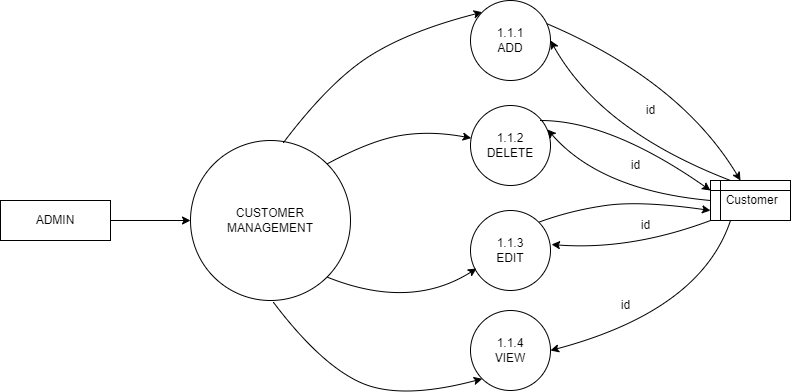 ADMIN
CUSTOMER
MANAGEMENT
1.1.1
ADD
id
1.1.2
DELETE
id
Customer
1.1.3
EDIT
id
1.1.4
VIEW
id